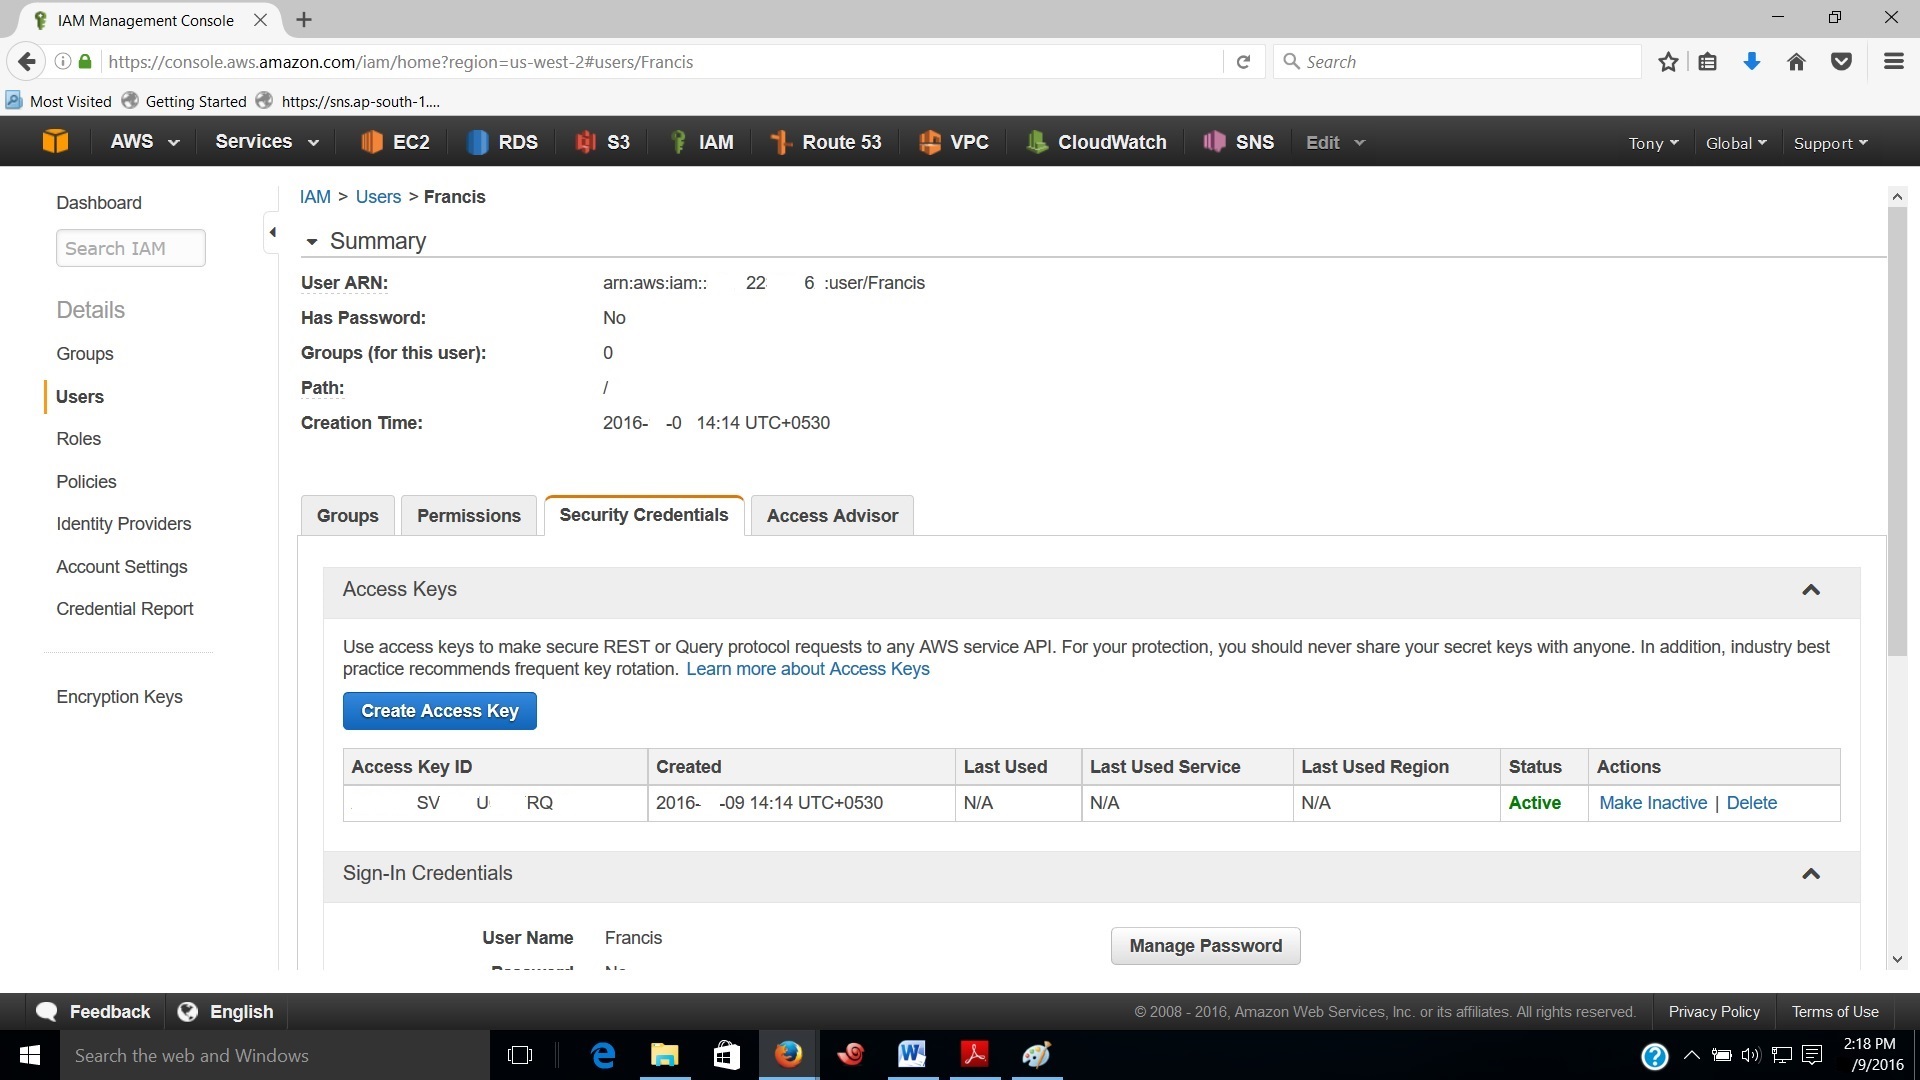 IAM Management Console
https://console.aws.amazon.com/iam/home?region=us-west-2#users/Francis
Search
Most Visited Getting Started https://sns.ap-south-1....
AWS Services EC2 RDS S3 IAM Route 53 VPC CloudWatch SNS Edit Tony Global Support
Dashboard
Search IAM
Details
Groups
Users
Roles
Policies
Identity Providers
Account Settings
Credential Report
Encryption Keys
IAM > Users > Francis
Summary
User ARN: arn:aws:iam:: 22 6 :user/Francis
Has Password: No
Groups (for this user): 0
Path: /
Creation Time: 2016- -0 14:14 UTC+0530
Groups Permissions Security Credentials Access Advisor
Access Keys
Use access keys to make secure REST or Query protocol requests to any AWS service API. For your protection, you should never share your secret keys with anyone. In addition, industry best
practice recommends frequent key rotation. Learn more about Access Keys
Create Access Key
Access Key ID Created Last Used Last Used Service Last Used Region Status Actions
SV U RQ 2016- -09 14:14 UTC+0530 N/A N/A N/A Active Make Inactive | Delete
Sign-In Credentials
User Name Francis
Manage Password
Feedback English
© 2008 - 2016, Amazon Web Services, Inc. or its affiliates. All rights reserved. Privacy Policy Terms of Use
Search the web and Windows
2:18 PM
/9/2016